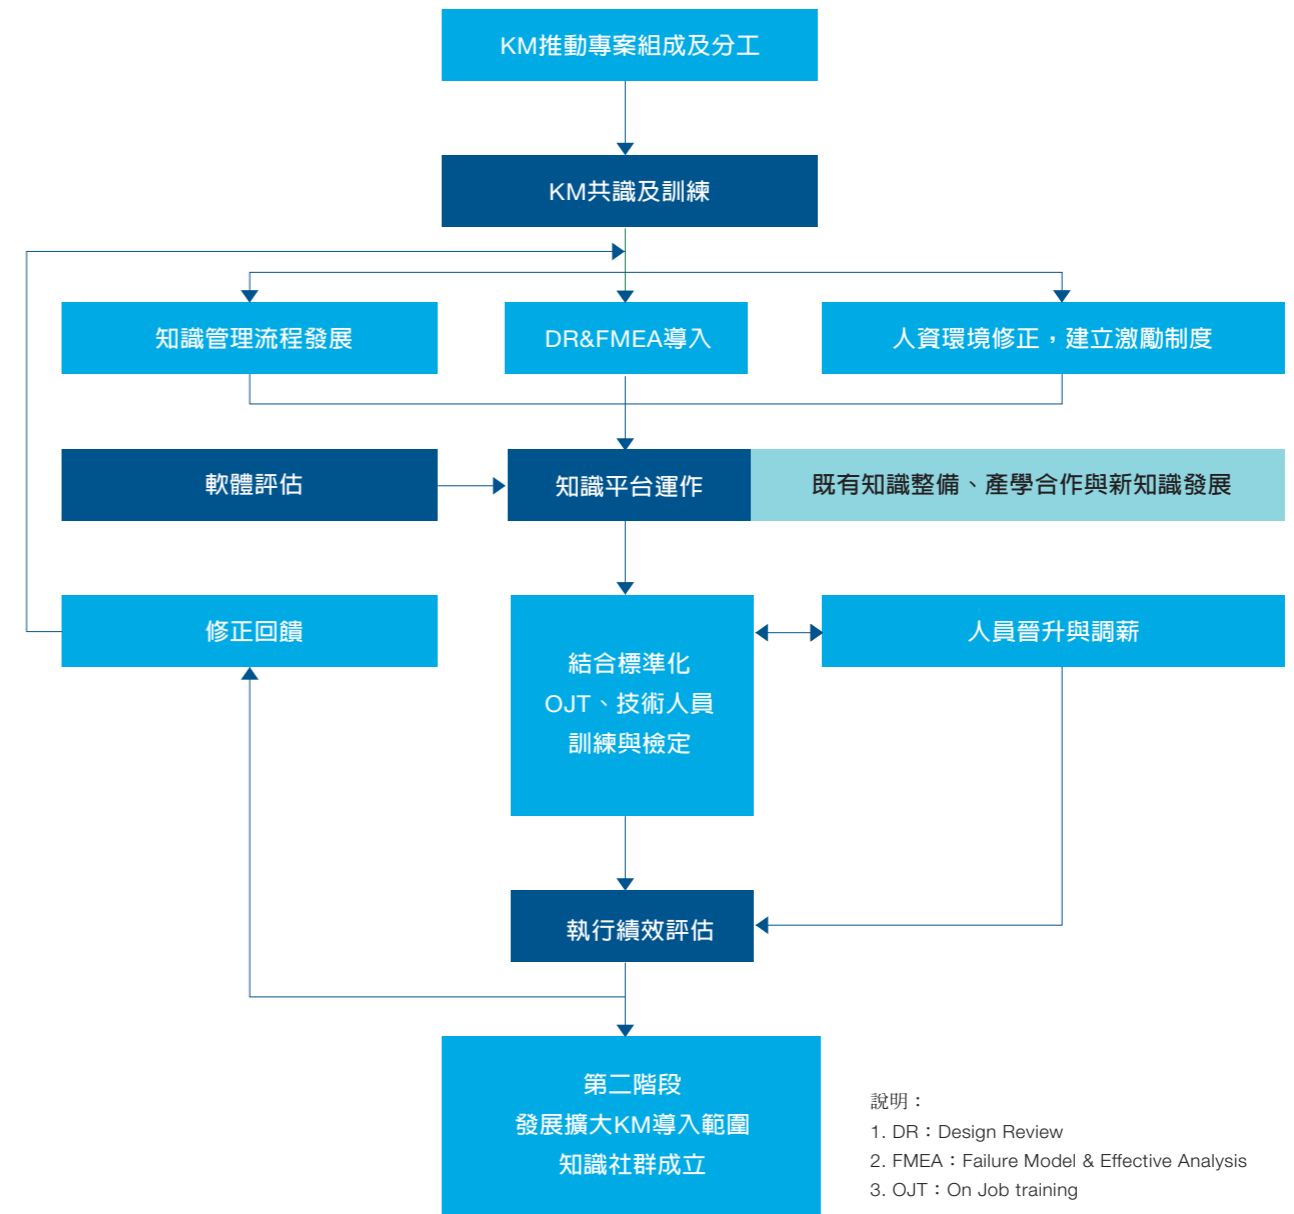 KM推動專案組成及分工
KM共識及訓練
知識管理流程發展
DR&FMEA導入
人資環境修正，建立激勵制度
軟體評估
知識平台運作
既有知識整備、產學合作與新知識發展
修正回饋
結合標準化
OJT、技術人員
訓練與檢定
人員晉升與調薪
執行績效評估
第二階段
發展擴大KM導入範圍
知識社群成立
說明：
1. DR：Design Review
2. FMEA：Failure Model & Effective Analysis
3. OJT：On Job training